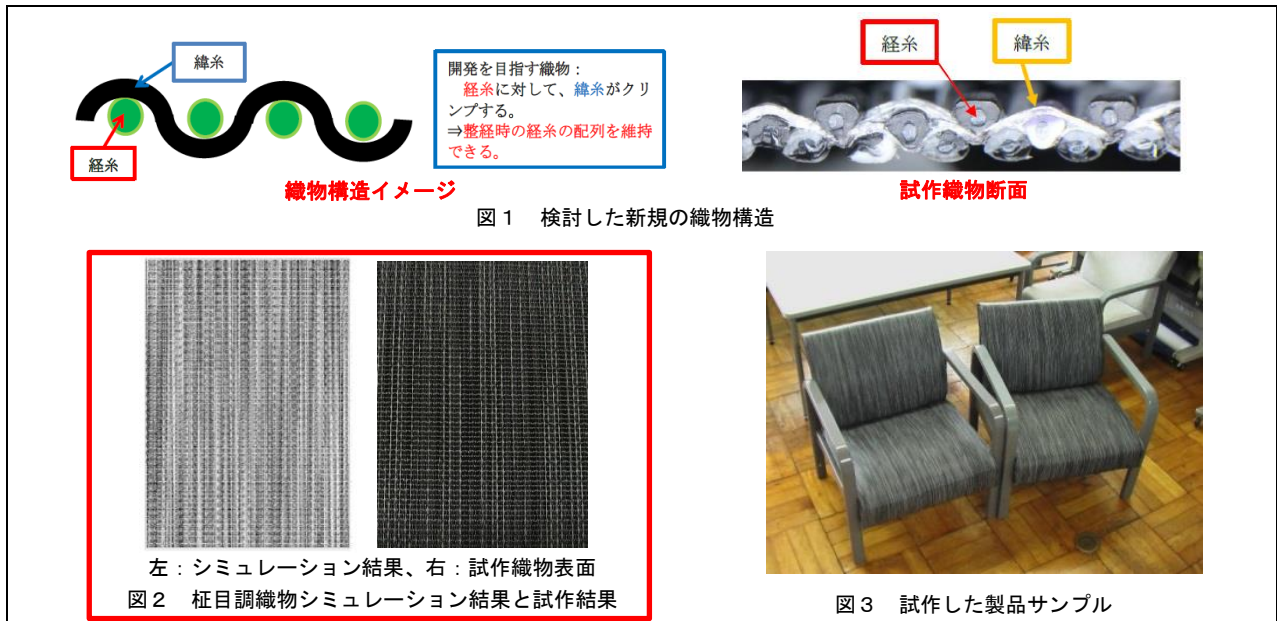 緯糸
経糸
開発を目指す織物：
経糸に対して、緯糸がクリ
ンプする。
⇒整経時の経糸の配列を維持
できる。
織物構造イメージ
経糸
緯糸
試作織物断面
図１　検討した新規の織物構造
左：シミュレーション結果、右：試作織物表面
図２　柾目調織物シミュレーション結果と試作結果
図３　試作した製品サンプル